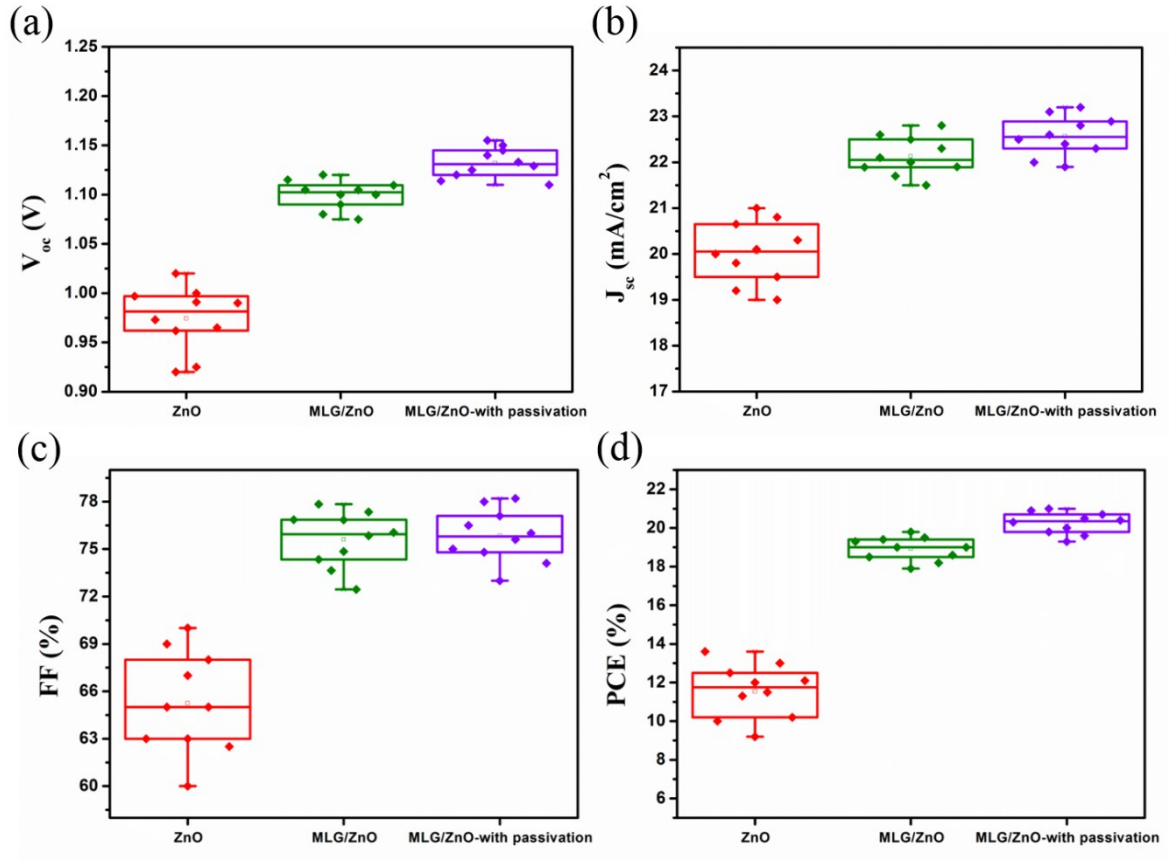 (a)
1.25
1.20
1.15
1.10
1.05
1.00
0.95
0.90
Voc (V)
ZnO
MLG/ZnO
MLG/ZnO-with passivation
(b)
24
23
22
21
20
19
18
17
Jsc (mA/cm²)
ZnO
MLG/ZnO
MLG/ZnO-with passivation
(c)
78
75
72
69
66
63
60
FF (%)
ZnO
MLG/ZnO
MLG/ZnO-with passivation
(d)
22
20
18
16
14
12
10
8
6
PCE (%)
ZnO
MLG/ZnO
MLG/ZnO-with passivation